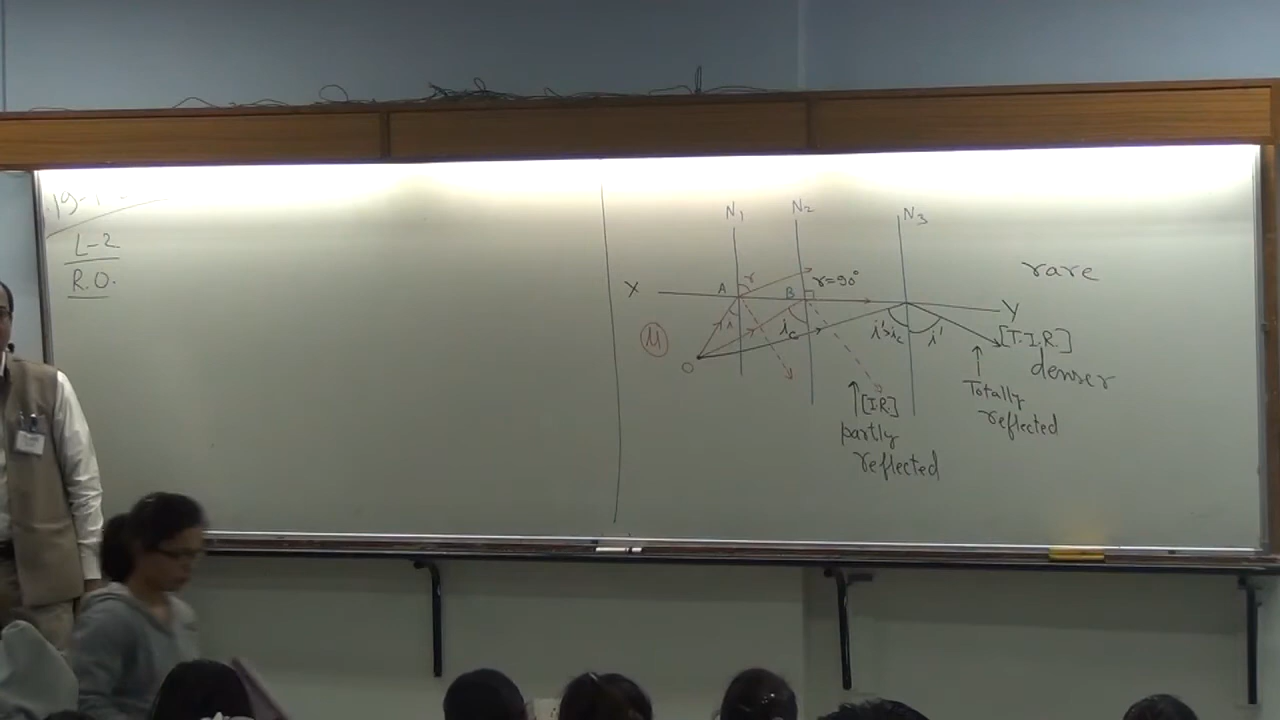 L-2
R.O.
N1 N2 N3
rare
X A r B r=90° Y
μ i ic i'>ic i' [T.I.R.]
O denser
[I.R.] Totally
partly reflected
reflected